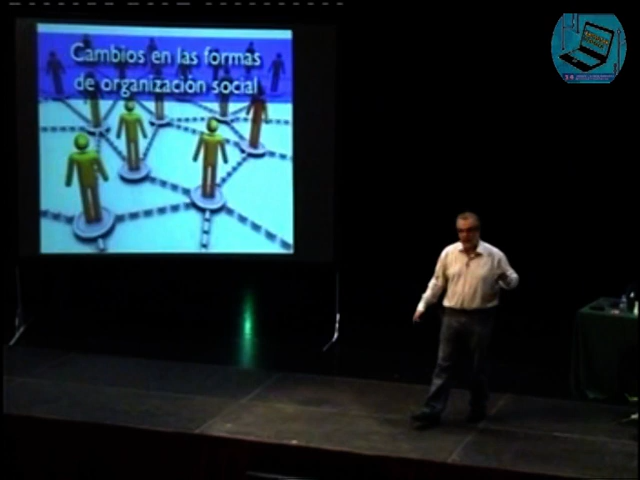 Cambios en las formas
de organización social